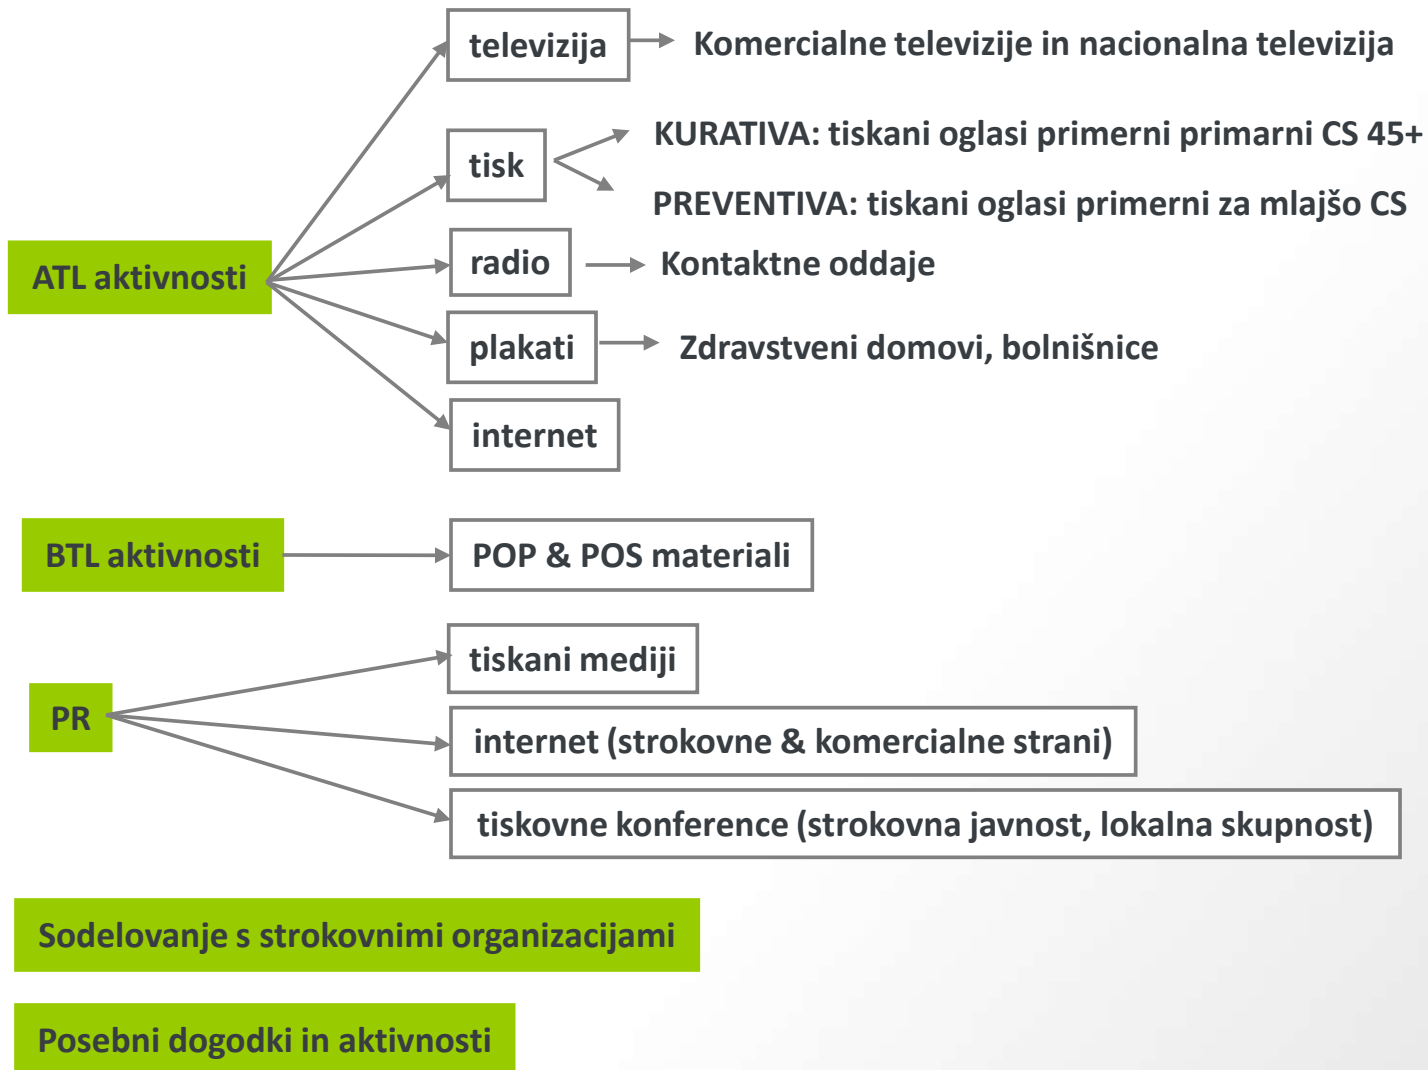 televizija
Komercialne televizije in nacionalna televizija
tisk
KURATIVA: tiskani oglasi primerni primarni CS 45+
PREVENTIVA: tiskani oglasi primerni za mlajšo CS
ATL aktivnosti
radio
Kontaktne oddaje
plakati
Zdravstveni domovi, bolnišnice
internet
BTL aktivnosti
POP & POS materiali
PR
tiskani mediji
internet (strokovne & komercialne strani)
tiskovne konference (strokovna javnost, lokalna skupnost)
Sodelovanje s strokovnimi organizacijami
Posebni dogodki in aktivnosti